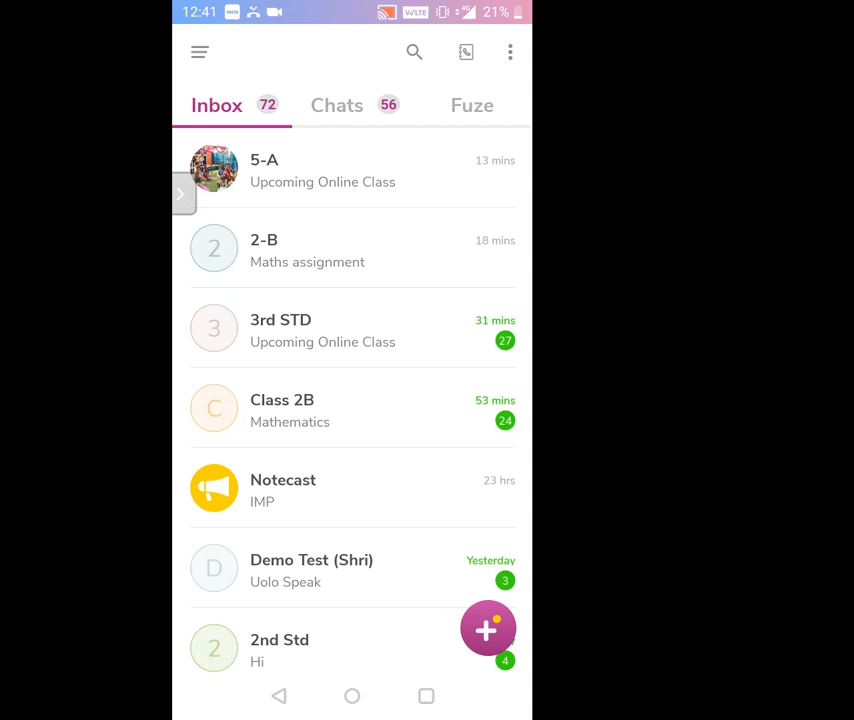 12:41 VoLTE 4G 21%
Inbox 72 Chats 56 Fuze
5-A 13 mins
Upcoming Online Class
2 2-B 18 mins
Maths assignment
3 3rd STD 31 mins
Upcoming Online Class 27
C Class 2B 53 mins
Mathematics 24
Notecast 23 hrs
IMP
D Demo Test (Shri) Yesterday
Uolo Speak 3
2 2nd Std
Hi 4